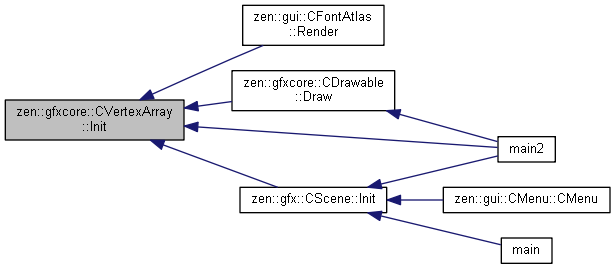 zen::gui::CFontAtlas
::Render
zen::gfxcore::CDrawable
::Draw
zen::gfxcore::CVertexArray
::Init
main2
zen::gfx::CScene::Init
zen::gui::CMenu::CMenu
main